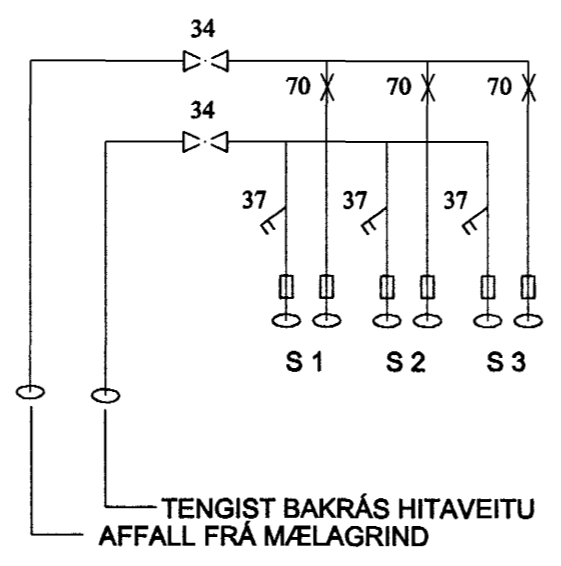 34
70 70 70
34
37 37 37
S 1 S 2 S 3
TENGIST BAKRÁS HITAVEITU
AFFALL FRÁ MÆLAGRIND